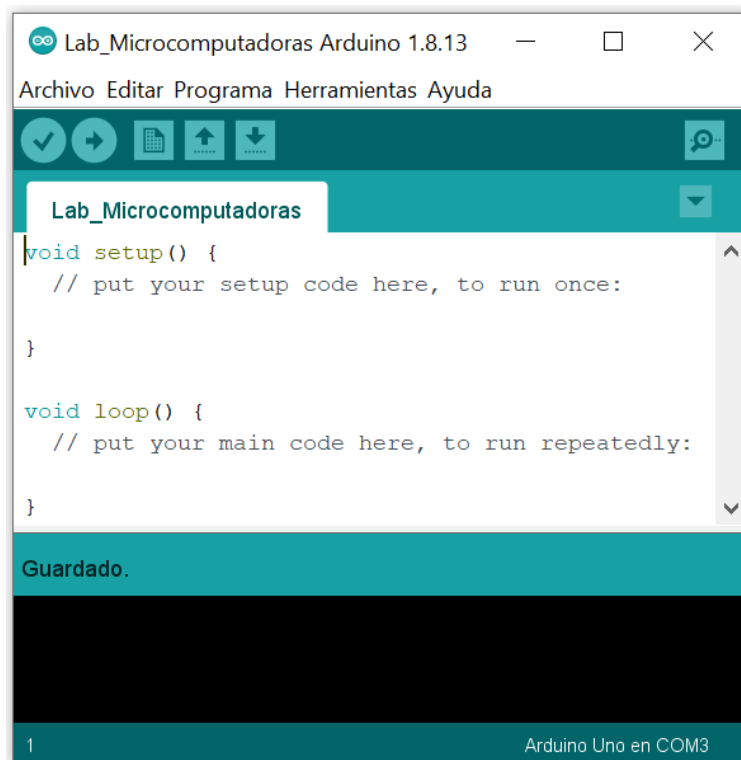 Lab_Microcomputadoras Arduino 1.8.13
Archivo Editar Programa Herramientas Ayuda
Lab_Microcomputadoras
void setup() {
// put your setup code here, to run once:
}
void loop() {
// put your main code here, to run repeatedly:
}
Guardado.
1
Arduino Uno en COM3